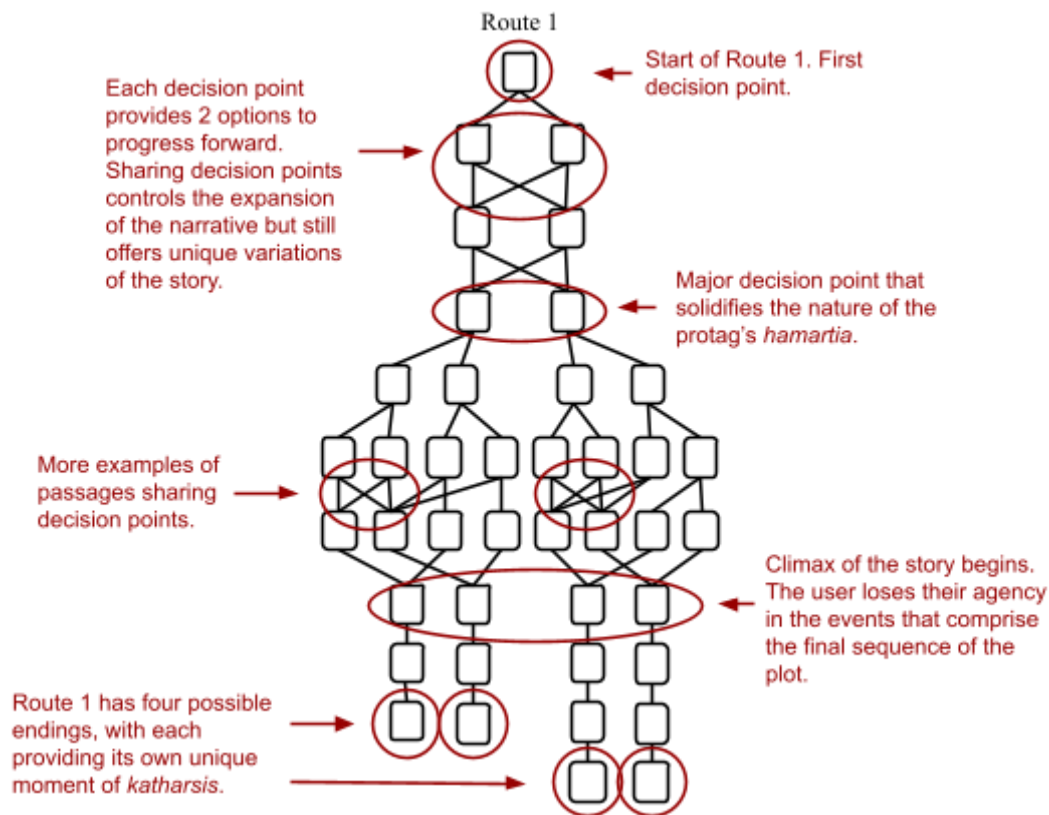 Route 1
Start of Route 1. First
decision point.
Each decision point
provides 2 options to
progress forward.
Sharing decision points
controls the expansion
of the narrative but still
offers unique variations
of the story.
Major decision point that
solidifies the nature of the
protag's hamartia.
More examples of
passages sharing
decision points.
Climax of the story begins.
The user loses their agency
in the events that comprise
the final sequence of the
plot.
Route 1 has four possible
endings, with each
providing its own unique
moment of katharsis.